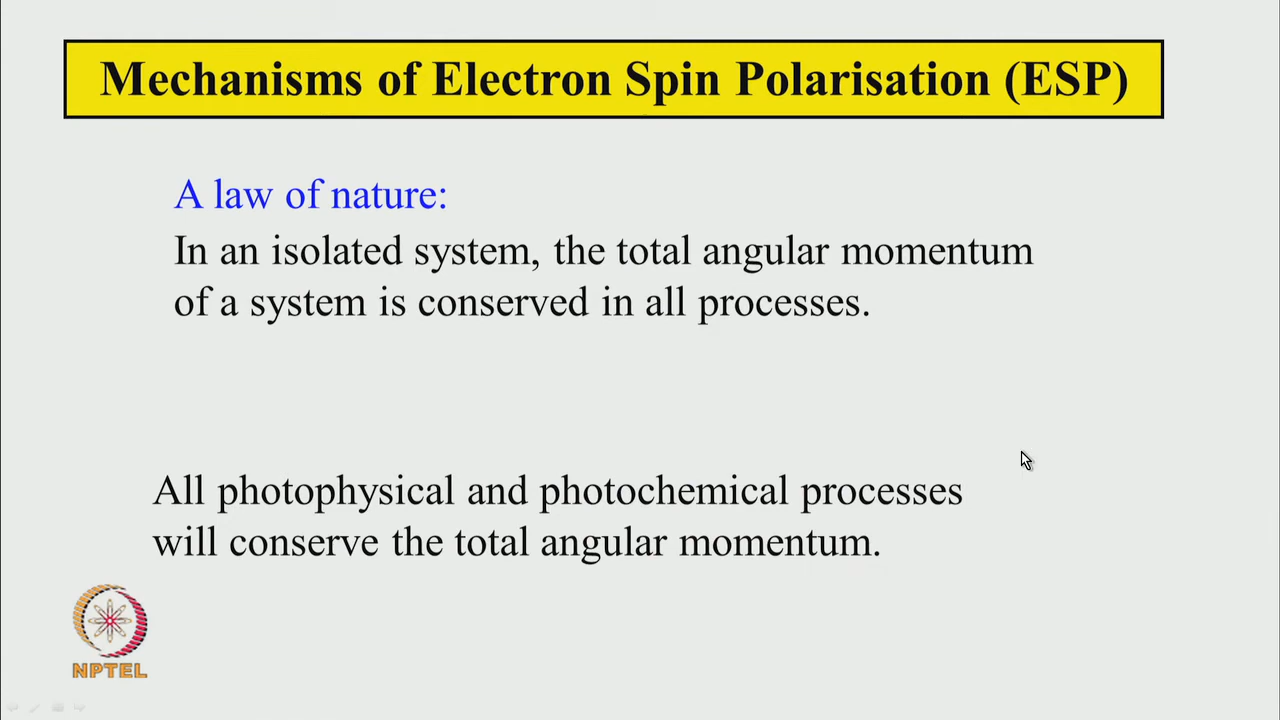 Mechanisms of Electron Spin Polarisation (ESP)
A law of nature:
In an isolated system, the total angular momentum
of a system is conserved in all processes.
All photophysical and photochemical processes
will conserve the total angular momentum.
NPTEL